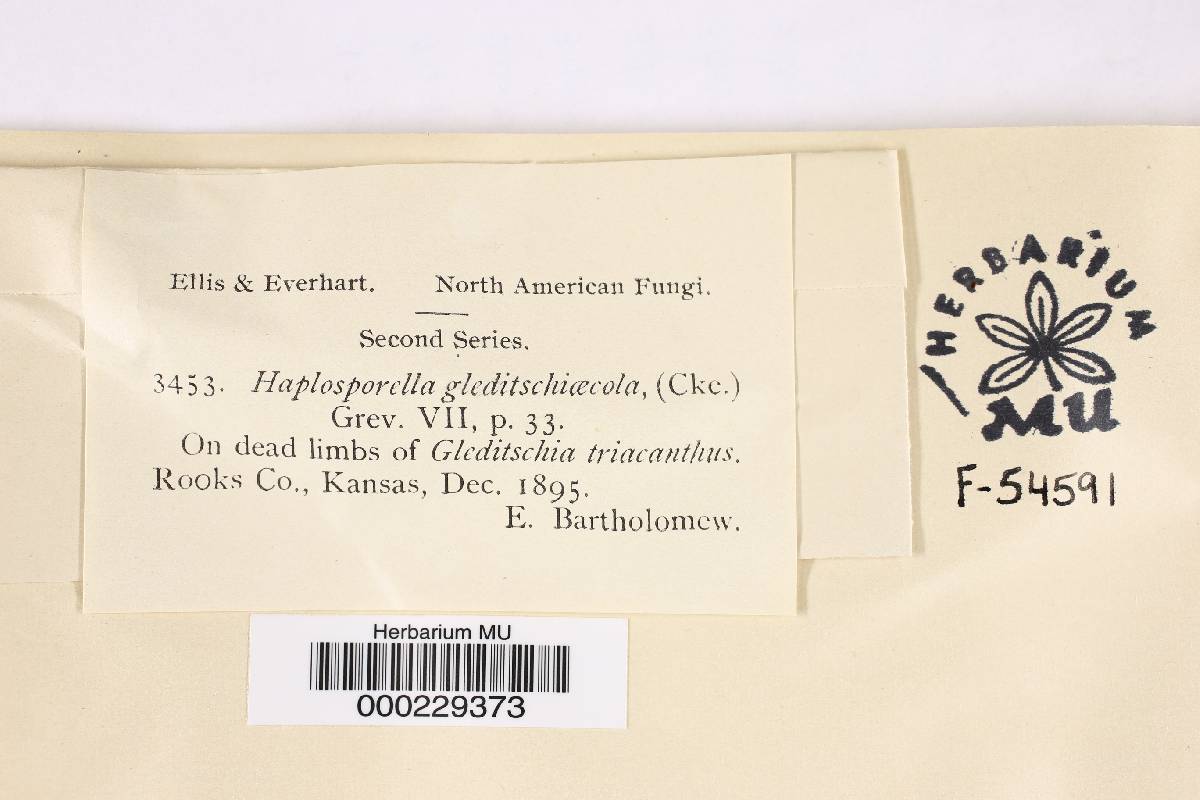 Ellis & Everhart. North American Fungi.
Second Series.
3453. Haplosporella gleditschiæcola, (Cke.)
Grev. VII, p. 33.
On dead limbs of Gleditschia triacanthus.
Rooks Co., Kansas, Dec. 1895.
E. Bartholomew.
HERBARIUM
MU
F-54591
Herbarium MU
000229373